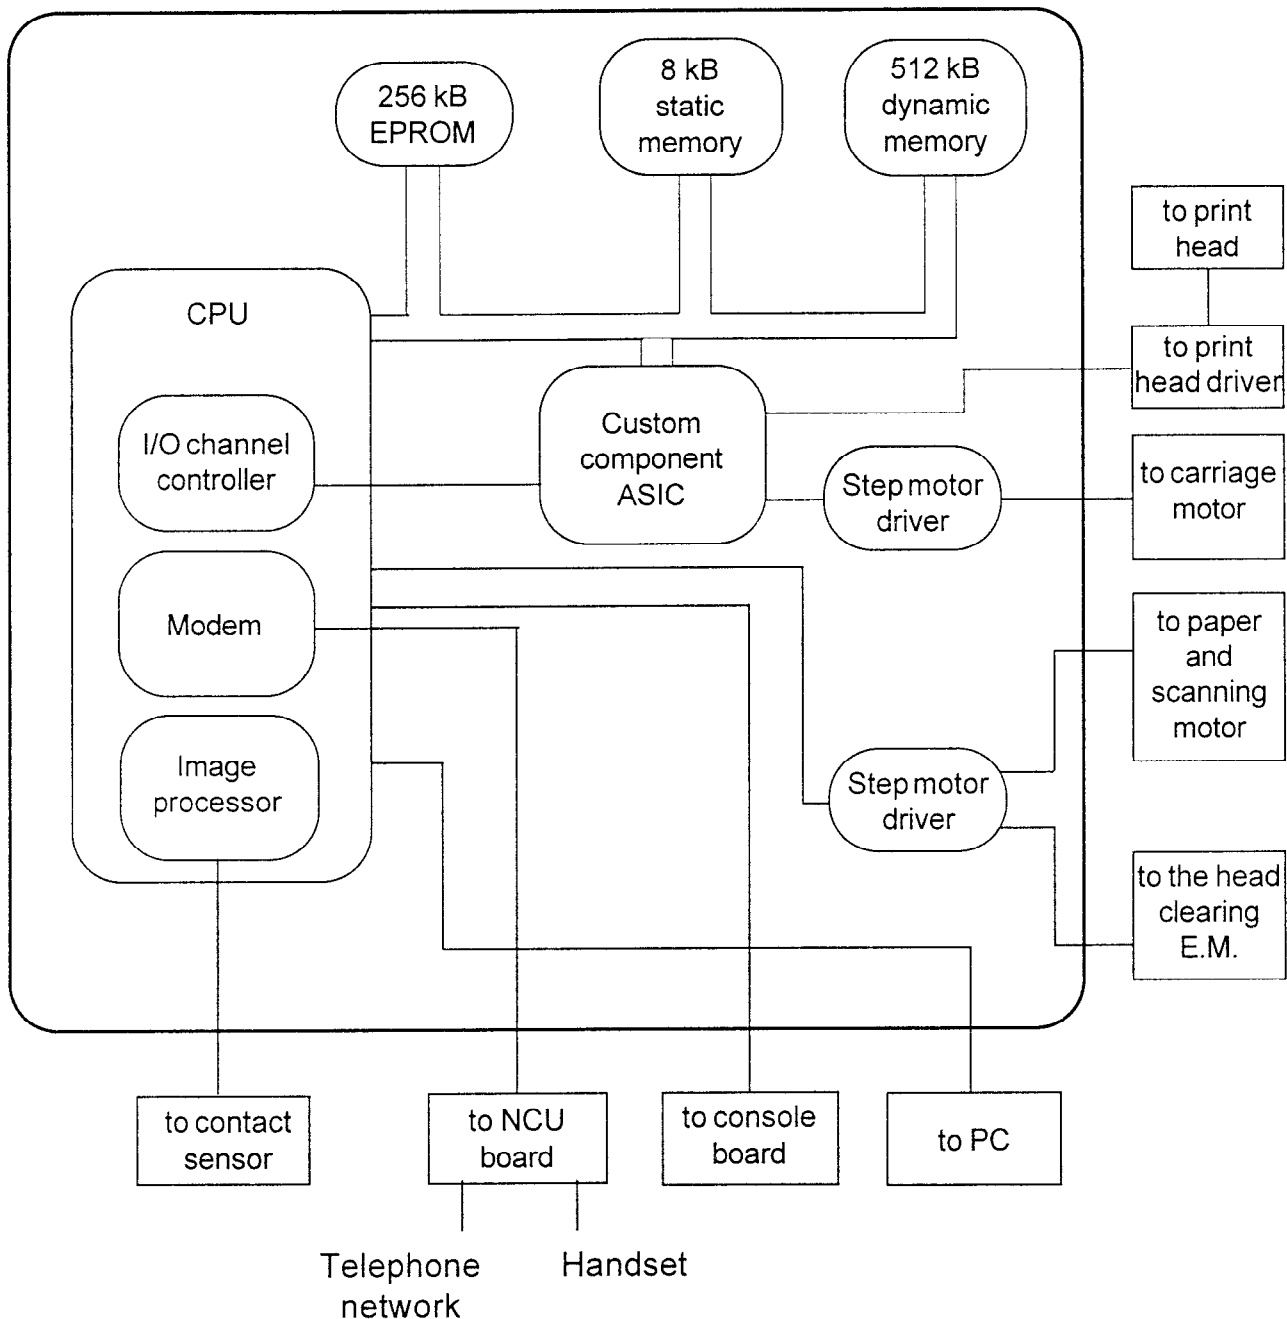 256 kB
EPROM
8 kB
static
memory
512 kB
dynamic
memory
to print
head
CPU
to print
head driver
I/O channel
controller
Custom
component
ASIC
Step motor
driver
to carriage
motor
Modem
to paper
and
scanning
motor
Image
processor
Step motor
driver
to the head
clearing
E.M.
to contact
sensor
to NCU
board
to console
board
to PC
Telephone
network
Handset